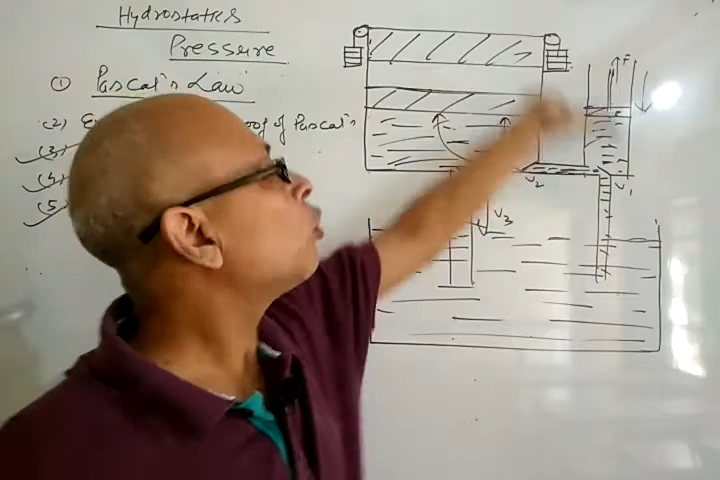 Hydrostatics
Pressure
① Pascal's Law
(2) of Pascal's
(3)
(4)
(5)
F
V2
V1
V3